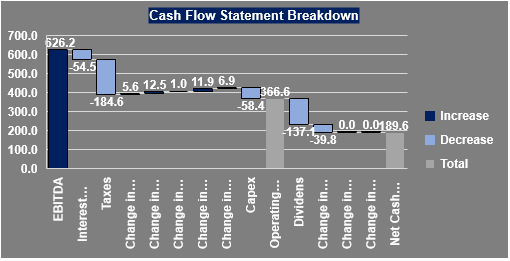 Cash Flow Statement Breakdown
700.0
600.0
500.0
400.0
300.0
200.0
100.0
0.0
626.2
-54.5
-184.6
5.6
12.5
1.0
11.9
6.9
-58.4
366.6
-137.1
-39.8
0.0
0.0
189.6
EBITDA
Interest...
Taxes
Change in...
Change in...
Change in...
Change in...
Change in...
Capex
Operating...
Dividens
Change in...
Change in...
Change in...
Net Cash...
Increase
Decrease
Total